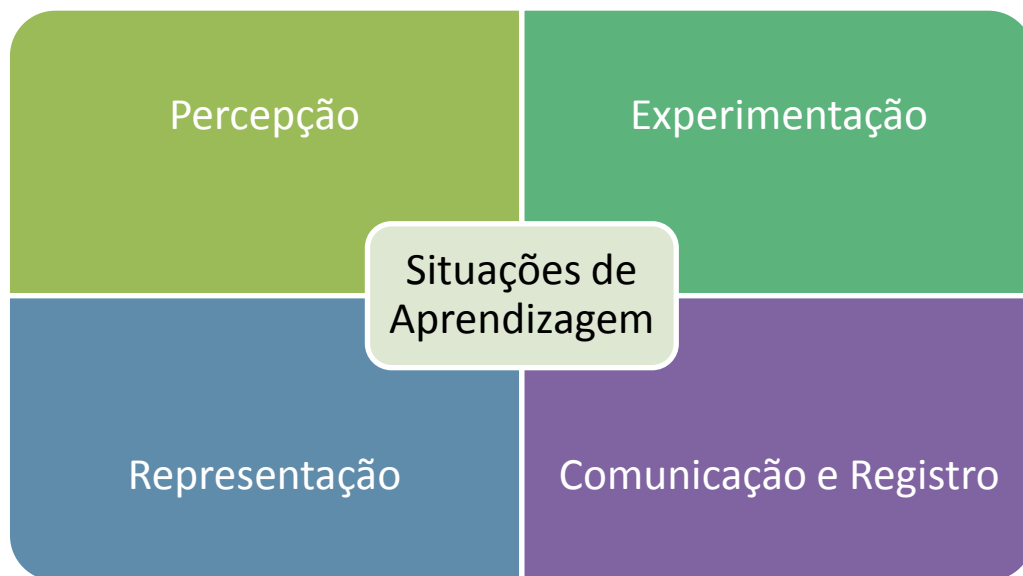 Percepção
Experimentação
Situações de
Aprendizagem
Representação
Comunicação e Registro